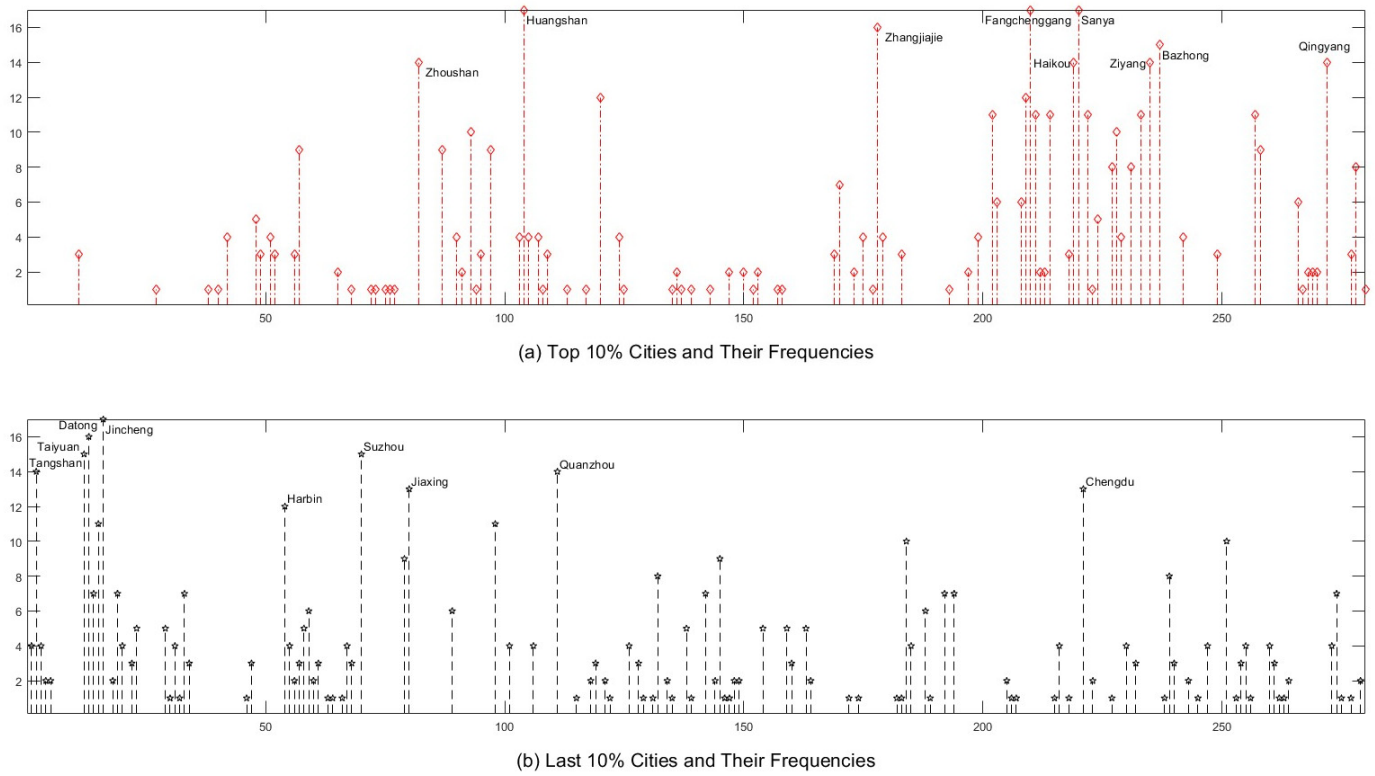 16
14
12
10
8
6
4
2
Huangshan
Fangchenggang
Sanya
Zhangjiajie
Qingyang
Zhoushan
Haikou
Ziyang
Bazhong
50
100
150
200
250
(a) Top 10% Cities and Their Frequencies
16
14
12
10
8
6
4
2
Datong
Jincheng
Taiyuan
Tangshan
Suzhou
Quanzhou
Jiaxing
Harbin
Chengdu
50
100
150
200
250
(b) Last 10% Cities and Their Frequencies